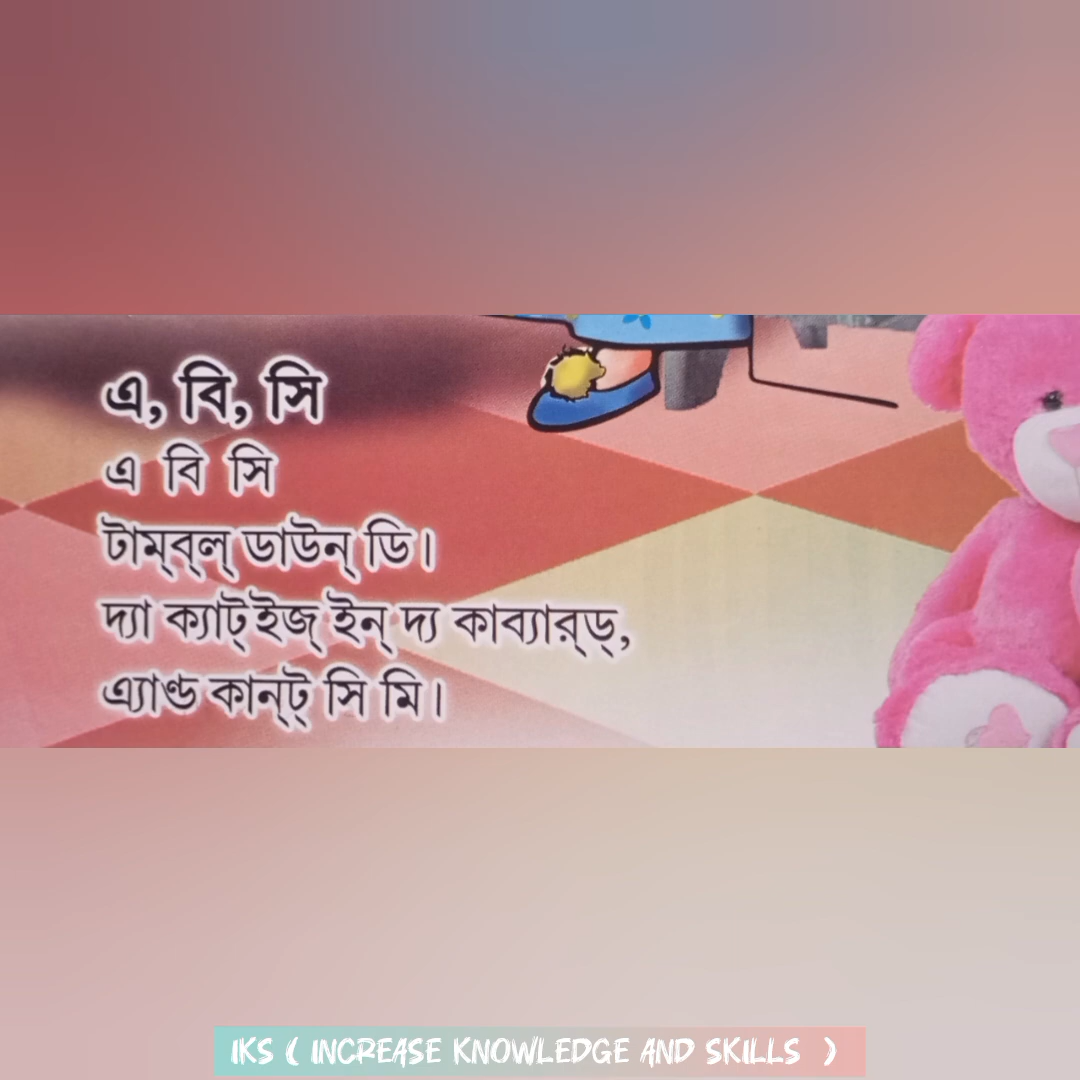 এ, বি, সি
এ বি সি
টাম্‌ব্‌ল্ ডাউন্ ডি।
দ্যা ক্যাট্ ইজ্ ইন্ দ্য কাব্যার্‌ড্,
এ্যাণ্ড কান্‌ট্ সি মি।
IKS ( INCREASE KNOWLEDGE AND SKILLS )